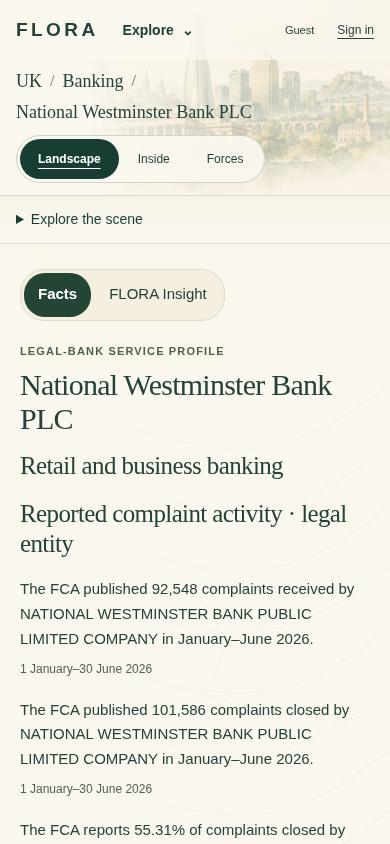 FLORA Explore Guest Sign in
UK / Banking /
National Westminster Bank PLC
Landscape Inside Forces
Explore the scene
Facts FLORA Insight
LEGAL-BANK SERVICE PROFILE
National Westminster Bank
PLC
Retail and business banking
Reported complaint activity · legal
entity
The FCA published 92,548 complaints received by
NATIONAL WESTMINSTER BANK PUBLIC
LIMITED COMPANY in January–June 2026.
1 January–30 June 2026
The FCA published 101,586 complaints closed by
NATIONAL WESTMINSTER BANK PUBLIC
LIMITED COMPANY in January–June 2026.
1 January–30 June 2026
The FCA reports 55.31% of complaints closed by